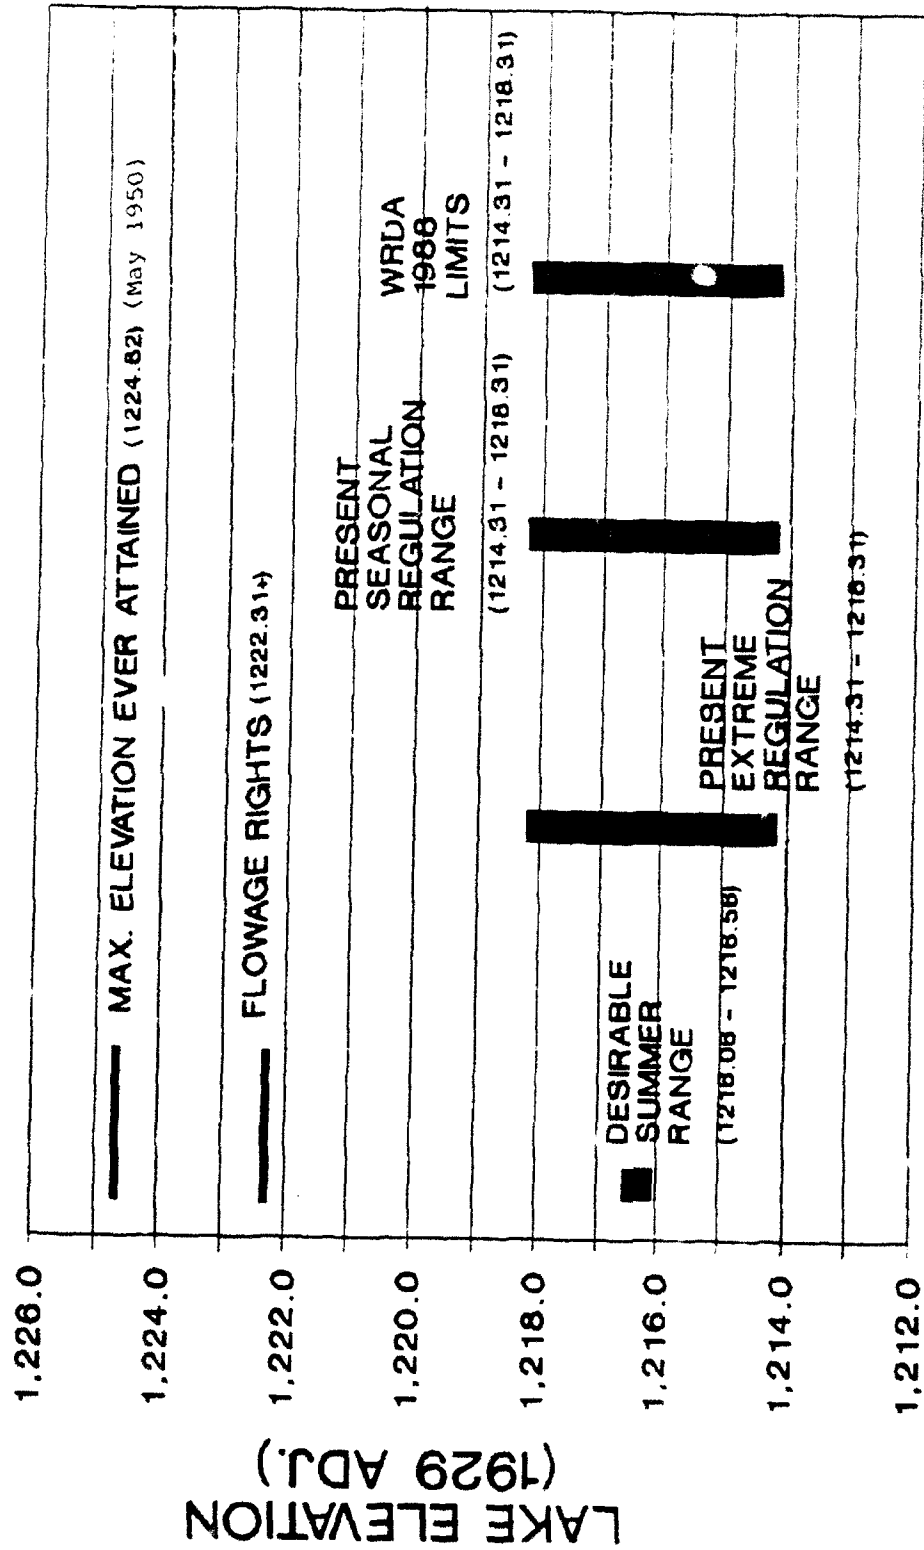 LAKE ELEVATION
(1929 ADJ.)
1,226.0
1,224.0
1,222.0
1,220.0
1,218.0
1,216.0
1,214.0
1,212.0
MAX. ELEVATION EVER ATTAINED (1224.82) (May 1950)
FLOWAGE RIGHTS (1222.31+)
DESIRABLE
SUMMER
RANGE
(1216.06 - 1216.56)
PRESENT
EXTREME
REGULATION
RANGE
(1214.31 - 1218.31)
PRESENT
SEASONAL
REGULATION
RANGE
(1214.31 - 1218.31)
WRDA
1988
LIMITS
(1214.31 - 1218.31)